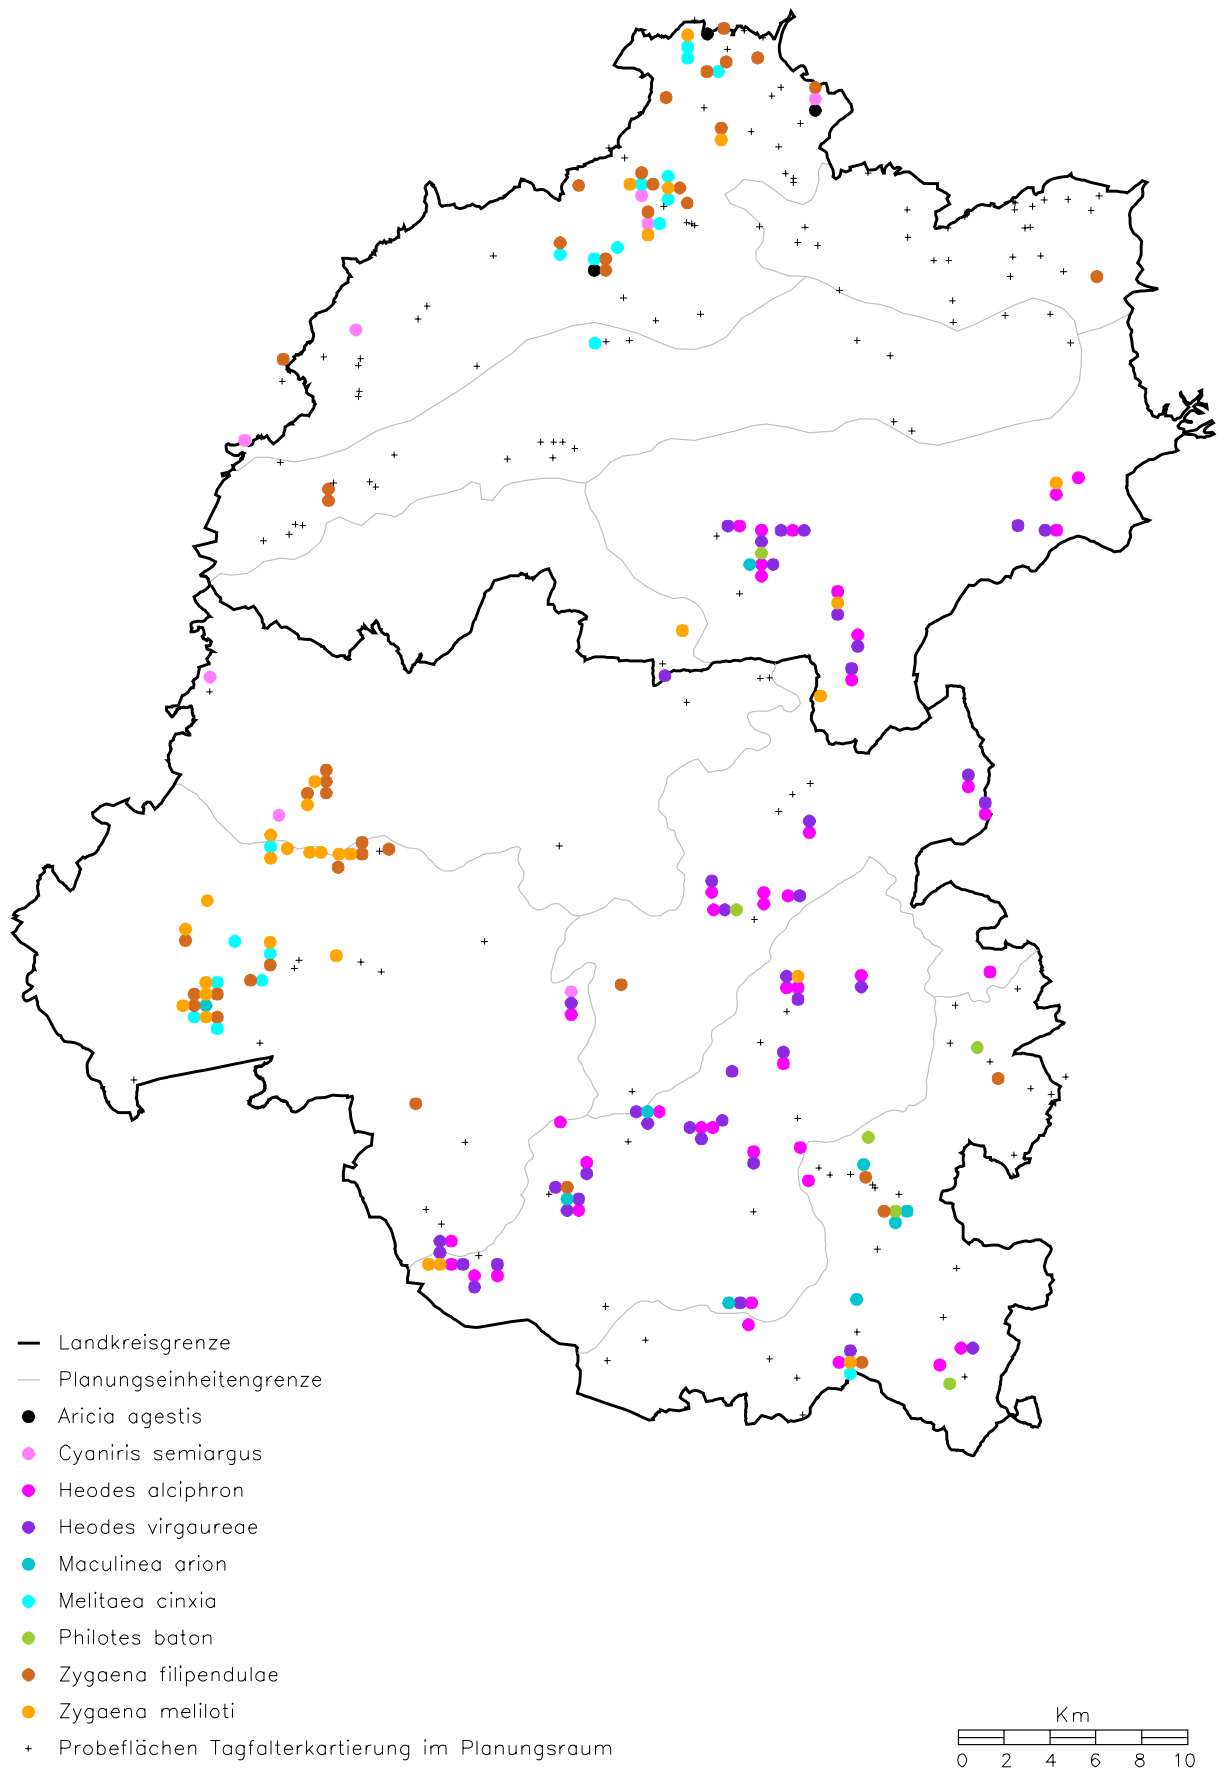 Landkreisgrenze
Planungseinheitengrenze
Aricia agestis
Cyaniris semiargus
Heodes alciphron
Heodes virgaureae
Maculinea arion
Melitaea cinxia
Philotes baton
Zygaena filipendulae
Zygaena meliloti
Probeflächen Tagfalterkartierung im Planungsraum
Km
0 2 4 6 8 10